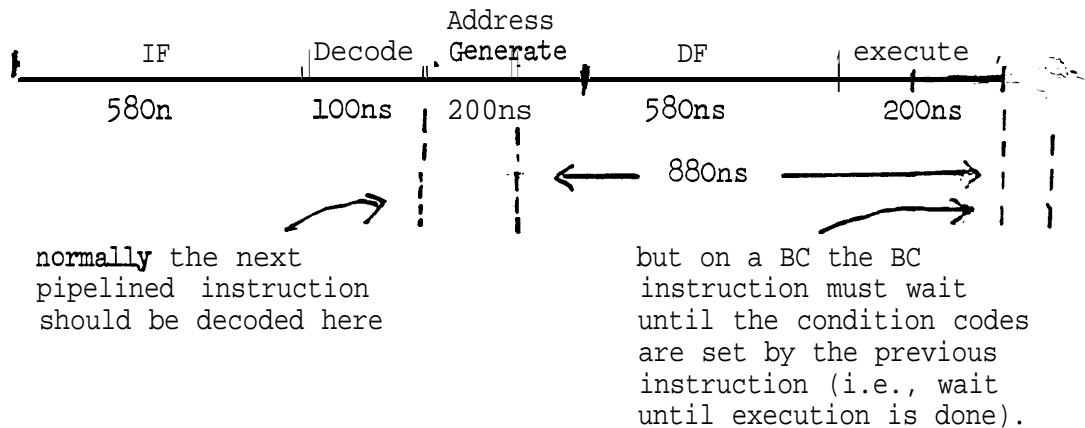 Address
IF Decode Generate DF execute
580n 100ns 200ns 580ns 200ns
880ns
normally the next
pipelined instruction
should be decoded here
but on a BC the BC
instruction must wait
until the condition codes
are set by the previous
instruction (i.e., wait
until execution is done).